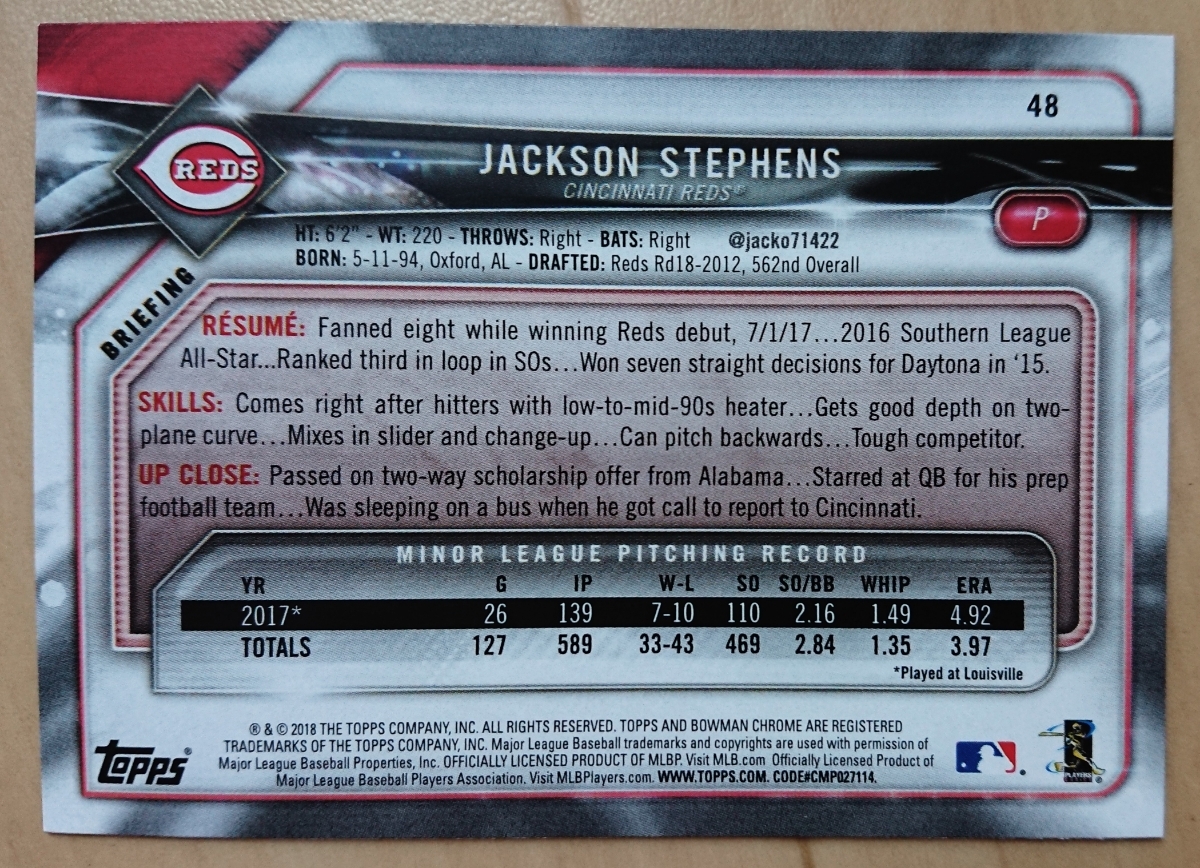 48
REDS
JACKSON STEPHENS
CINCINNATI REDS®
P
HT: 6'2" - WT: 220 - THROWS: Right - BATS: Right @jacko71422
BORN: 5-11-94, Oxford, AL - DRAFTED: Reds Rd18-2012, 562nd Overall
BRIEFING
RÉSUMÉ: Fanned eight while winning Reds debut, 7/1/17...2016 Southern League
All-Star...Ranked third in loop in SOs...Won seven straight decisions for Daytona in '15.
SKILLS: Comes right after hitters with low-to-mid-90s heater...Gets good depth on two-
plane curve...Mixes in slider and change-up...Can pitch backwards...Tough competitor.
UP CLOSE: Passed on two-way scholarship offer from Alabama...Starred at QB for his prep
football team...Was sleeping on a bus when he got call to report to Cincinnati.
MINOR LEAGUE PITCHING RECORD
YR G IP W-L SO SO/BB WHIP ERA
2017* 26 139 7-10 110 2.16 1.49 4.92
TOTALS 127 589 33-43 469 2.84 1.35 3.97
*Played at Louisville
® & © 2018 THE TOPPS COMPANY, INC. ALL RIGHTS RESERVED. TOPPS AND BOWMAN CHROME ARE REGISTERED
TRADEMARKS OF THE TOPPS COMPANY, INC. Major League Baseball trademarks and copyrights are used with permission of
Major League Baseball Properties, Inc. OFFICIALLY LICENSED PRODUCT OF MLBP. Visit MLB.com Officially Licensed Product of
Major League Baseball Players Association. Visit MLBPlayers.com. WWW.TOPPS.COM. CODE#CMP027114.
Topps®
PLAYERS